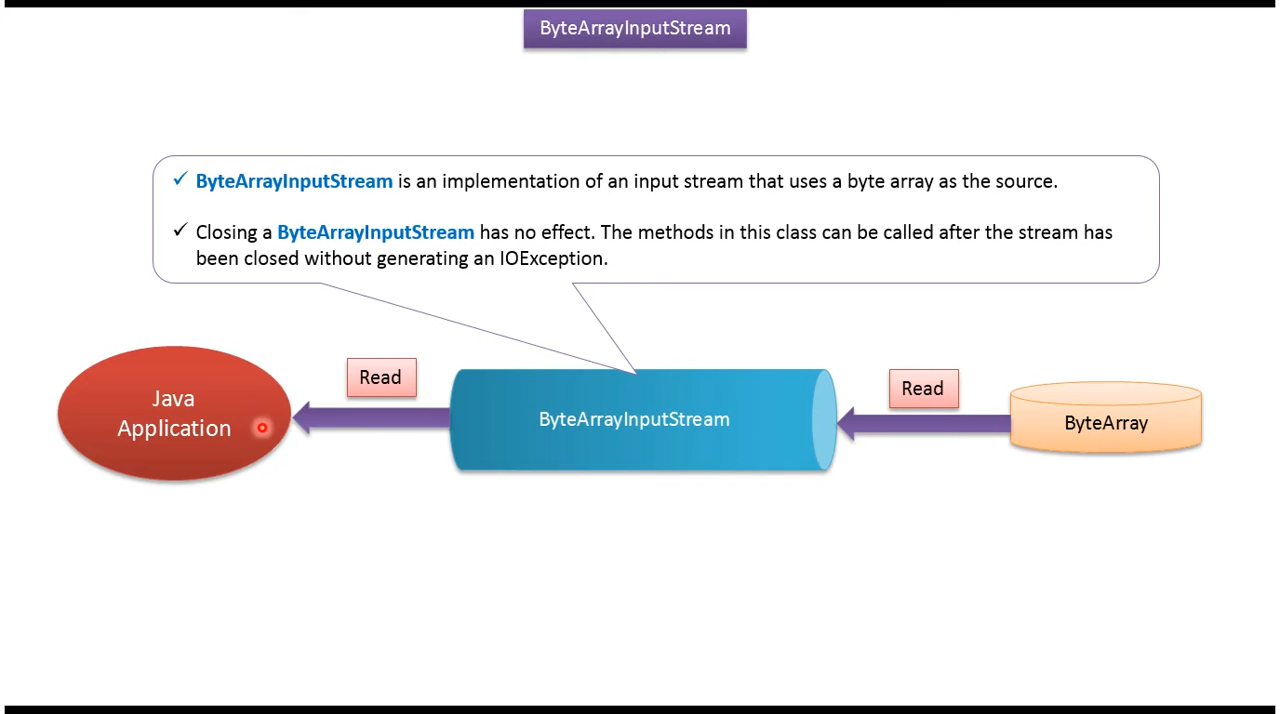 ByteArrayInputStream
✓ ByteArrayInputStream is an implementation of an input stream that uses a byte array as the source.
✓ Closing a ByteArrayInputStream has no effect. The methods in this class can be called after the stream has
been closed without generating an IOException.
Java
Application
Read
ByteArrayInputStream
Read
ByteArray